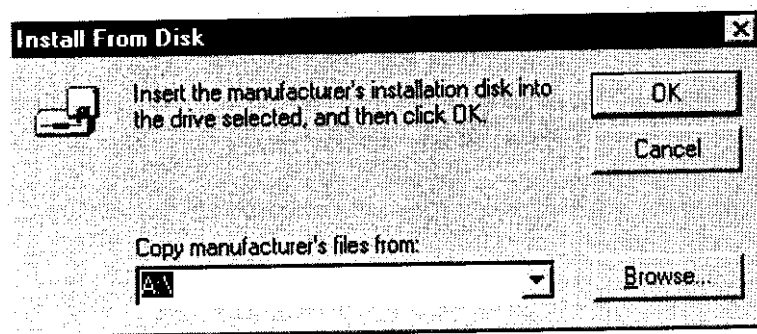 Install From Disk
Insert the manufacturer's installation disk into
the drive selected, and then click OK.
OK
Cancel
Copy manufacturer's files from:
A:\
Browse...